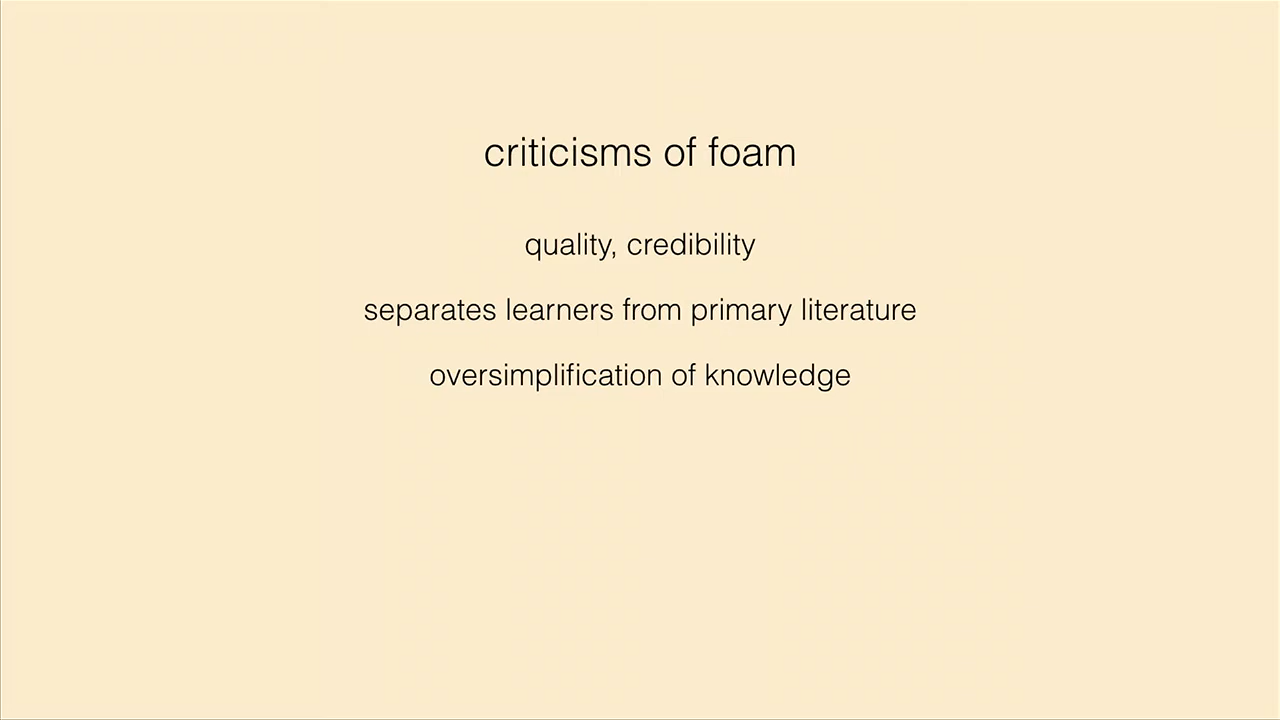 criticisms of foam
quality, credibility
separates learners from primary literature
oversimplification of knowledge